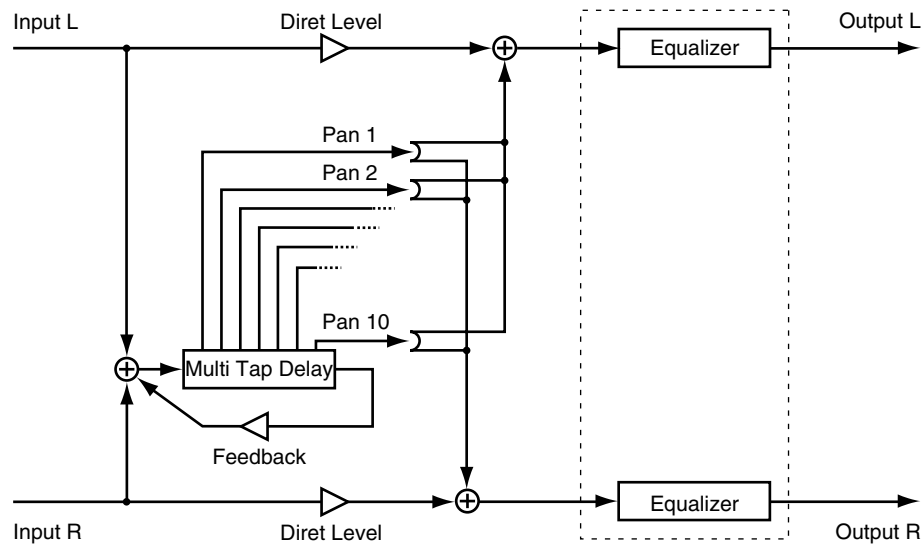 Input L
Diret Level
Output L
Equalizer
Pan 1
Pan 2
Pan 10
Multi Tap Delay
Feedback
Equalizer
Input R
Diret Level
Output R